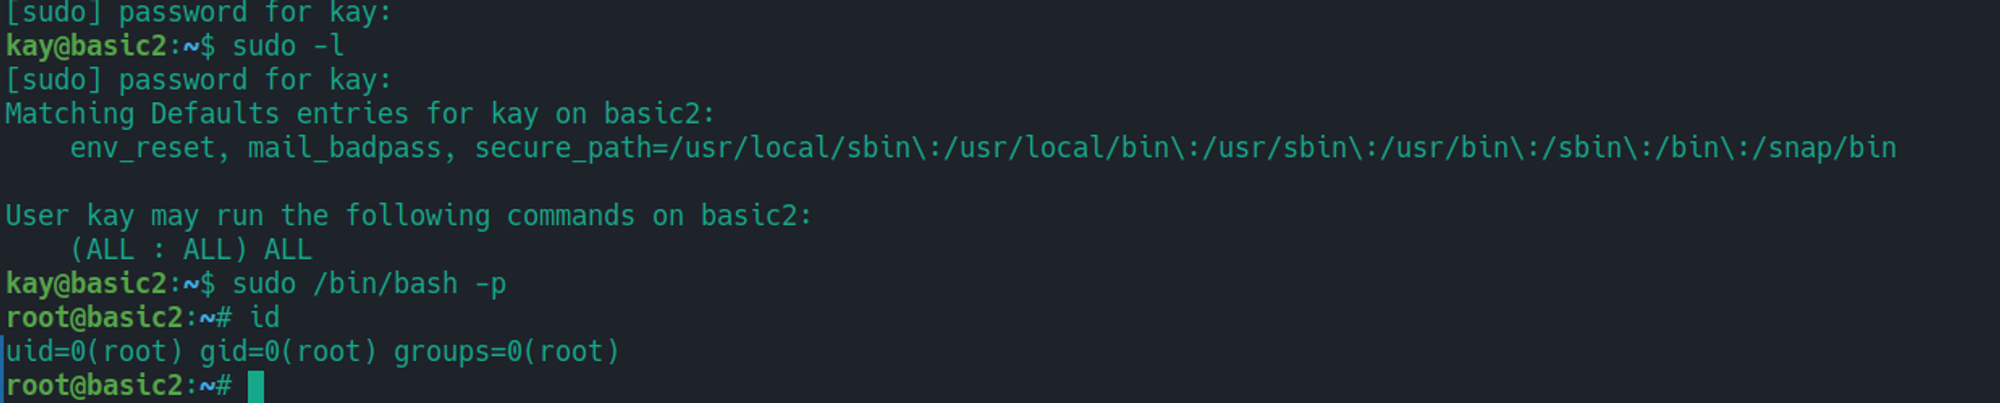 [sudo] password for kay:
kay@basic2:~$ sudo -l
[sudo] password for kay:
Matching Defaults entries for kay on basic2:
    env_reset, mail_badpass, secure_path=/usr/local/sbin\:/usr/local/bin\:/usr/sbin\:/usr/bin\:/sbin\:/bin\:/snap/bin

User kay may run the following commands on basic2:
    (ALL : ALL) ALL
kay@basic2:~$ sudo /bin/bash -p
root@basic2:~# id
uid=0(root) gid=0(root) groups=0(root)
root@basic2:~#